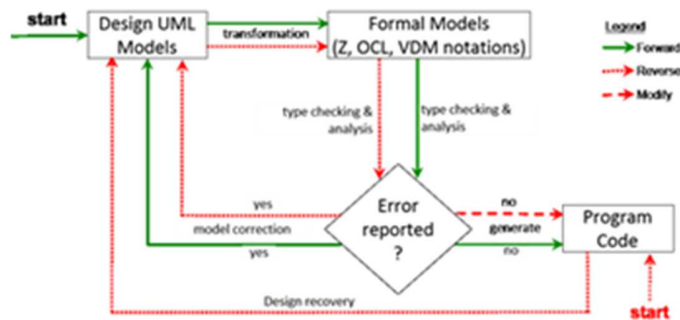 start
Design UML
Models
transformation
Formal Models
(Z, OCL, VDM notations)
Legend
Forward
Reverse
Modify
type checking &
analysis
type checking &
analysis
Error
reported
?
yes
model correction
yes
no
generate
no
Program
Code
Design recovery
start